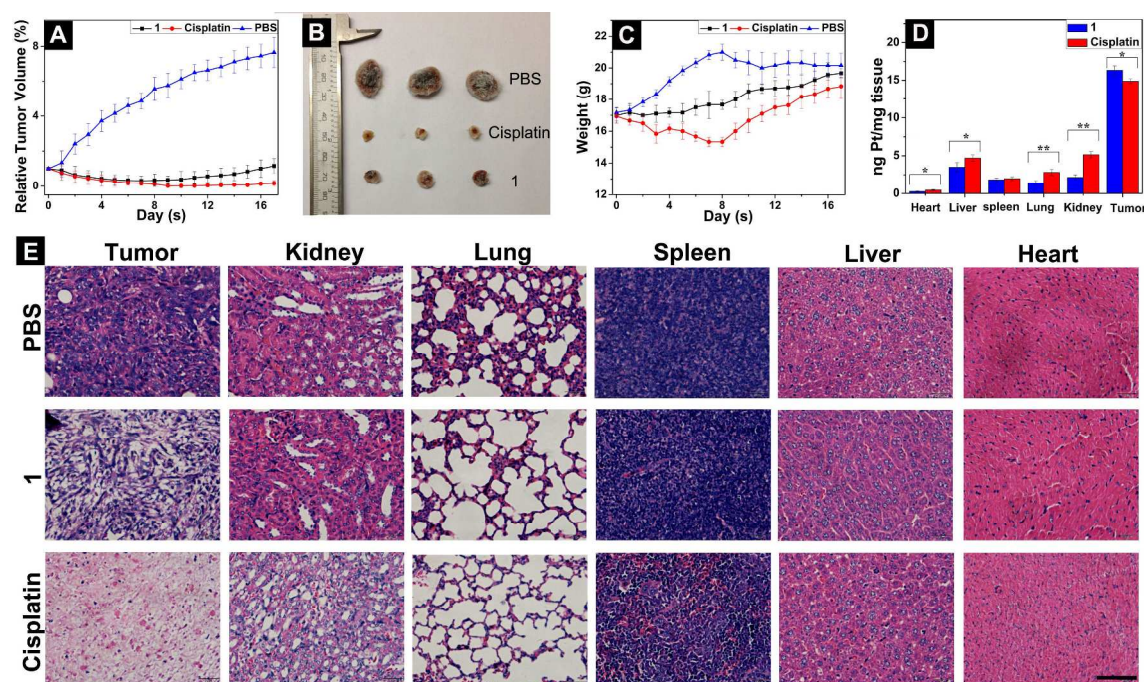 A
1 Cisplatin PBS
Relative Tumor Volume (%)
8
4
0
0 4 8 12 16
Day (s)
B
PBS
Cisplatin
1
C
1 Cisplatin PBS
Weight (g)
22
20
18
16
14
12
0 4 8 12 16
Day (s)
D
1
Cisplatin
ng Pt/mg tissue
20
15
10
5
0
*
*
**
**
*
Heart Liver spleen Lung Kidney Tumor
E
Tumor Kidney Lung Spleen Liver Heart
PBS
1
Cisplatin